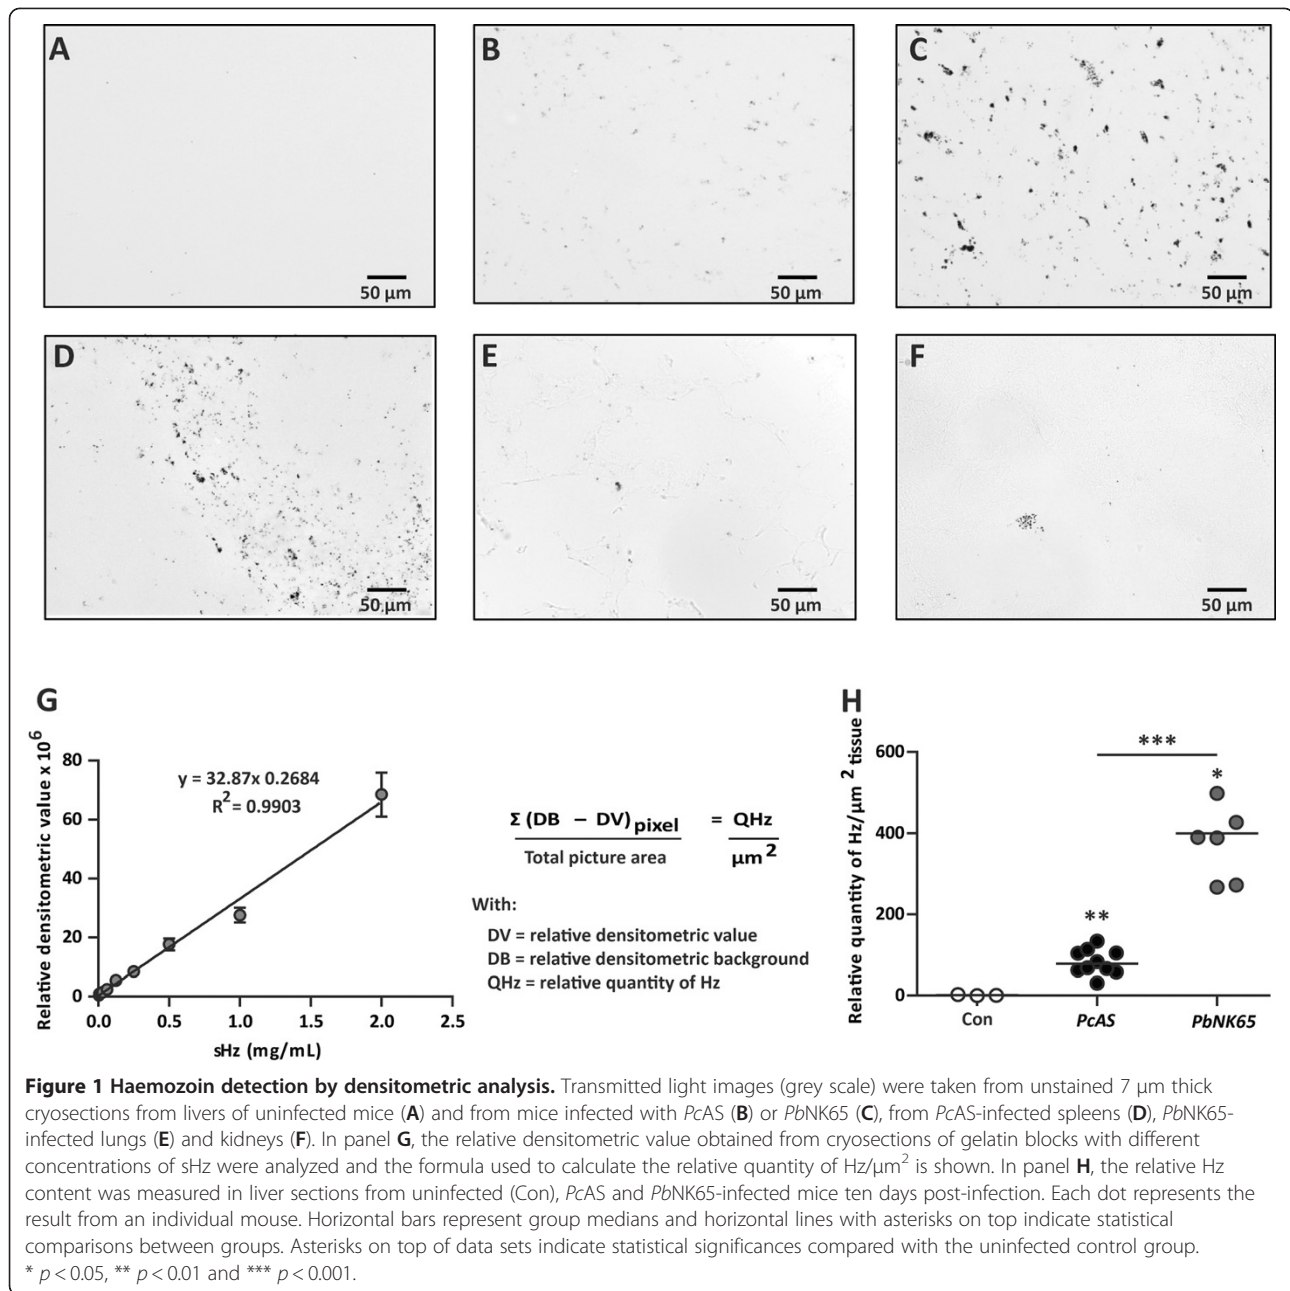 A
B
C
50 µm
50 µm
50 µm
D
E
F
50 µm
50 µm
50 µm
G
H
Relative densitometric value x 10^6
80
60
40
20
0
y = 32.87x 0.2684
R^2 = 0.9903
0.0 0.5 1.0 1.5 2.0 2.5
sHz (mg/mL)
Σ (DB – DV)pixel = QHz
Total picture area µm^2
With:
DV = relative densitometric value
DB = relative densitometric background
QHz = relative quantity of Hz
Relative quantity of Hz/µm^2 tissue
600
400
200
0
***
*
**
Con PcAS PbNK65
Figure 1 Haemozoin detection by densitometric analysis. Transmitted light images (grey scale) were taken from unstained 7 µm thick
cryosections from livers of uninfected mice (A) and from mice infected with PcAS (B) or PbNK65 (C), from PcAS-infected spleens (D), PbNK65-
infected lungs (E) and kidneys (F). In panel G, the relative densitometric value obtained from cryosections of gelatin blocks with different
concentrations of sHz were analyzed and the formula used to calculate the relative quantity of Hz/µm² is shown. In panel H, the relative Hz
content was measured in liver sections from uninfected (Con), PcAS and PbNK65-infected mice ten days post-infection. Each dot represents the
result from an individual mouse. Horizontal bars represent group medians and horizontal lines with asterisks on top indicate statistical
comparisons between groups. Asterisks on top of data sets indicate statistical significances compared with the uninfected control group.
* p < 0.05, ** p < 0.01 and *** p < 0.001.